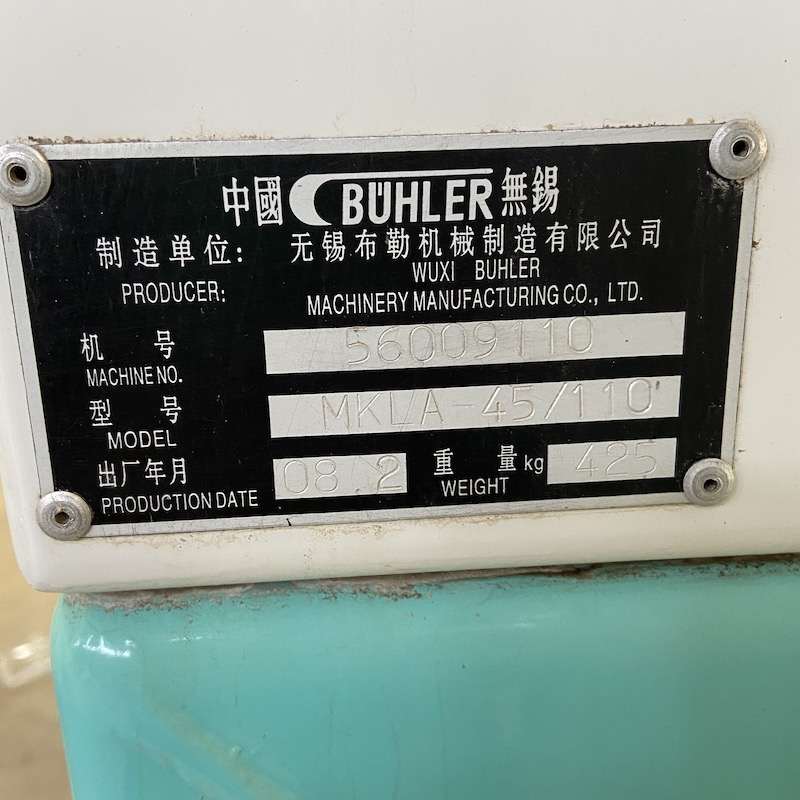 中國 BÜHLER 無錫
制造单位: 无锡布勒机械制造有限公司
WUXI BUHLER
PRODUCER: MACHINERY MANUFACTURING CO., LTD.
机 号 56009110
MACHINE NO.
型 号 MKLA-45/110
MODEL
出厂年月 08.2 重 量 kg 425
PRODUCTION DATE WEIGHT